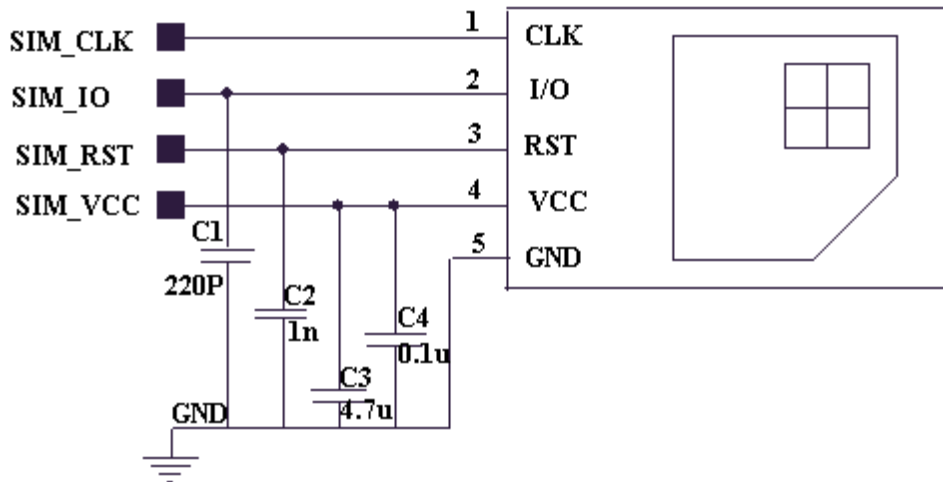 SIM_CLK 1 CLK
SIM_IO 2 I/O
SIM_RST 3 RST
SIM_VCC 4 VCC
C1 5 GND
220P
C2
1n
C4
0.1u
C3
4.7u
GND